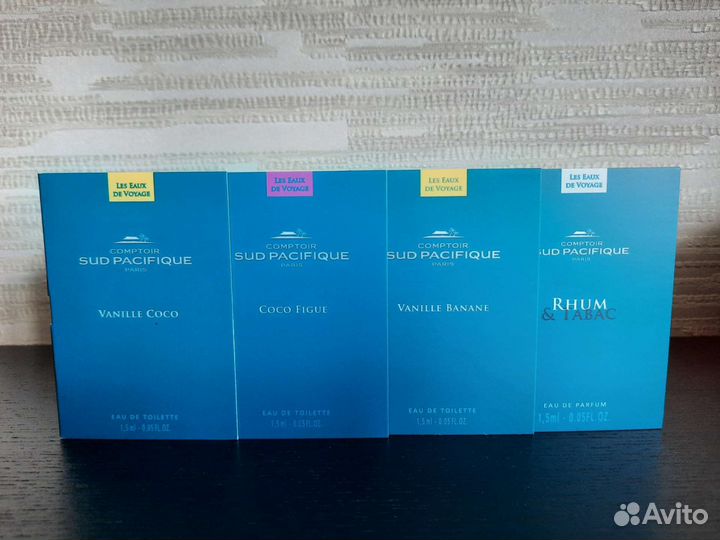 LES EAUX
DE VOYAGE
COMPTOIR
SUD PACIFIQUE
PARIS
VANILLE COCO
EAU DE TOILETTE
1,5ml - 0.05FL.OZ.
LES EAUX
DE VOYAGE
COMPTOIR
SUD PACIFIQUE
PARIS
COCO FIGUE
EAU DE TOILETTE
1,5ml - 0.05FL.OZ.
LES EAUX
DE VOYAGE
COMPTOIR
SUD PACIFIQUE
PARIS
VANILLE BANANE
EAU DE TOILETTE
1,5ml - 0.05FL.OZ.
LES EAUX
DE VOYAGE
COMPTOIR
SUD PACIFIQUE
PARIS
RHUM
& TABAC
EAU DE PARFUM
1,5ml - 0.05FL.OZ.
Avito